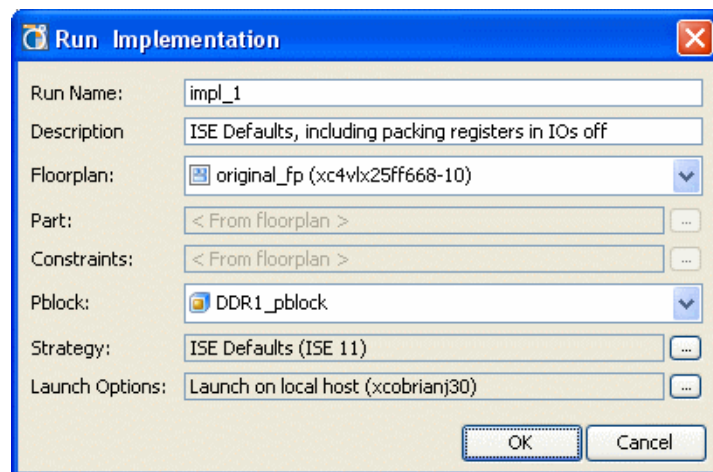 Run Implementation
Run Name: impl_1
Description ISE Defaults, including packing registers in IOs off
Floorplan: original_fp (xc4vlx25ff668-10)
Part: < From floorplan > ...
Constraints: < From floorplan > ...
Pblock: DDR1_pblock
Strategy: ISE Defaults (ISE 11) ...
Launch Options: Launch on local host (xcobrianj30) ...
OK Cancel